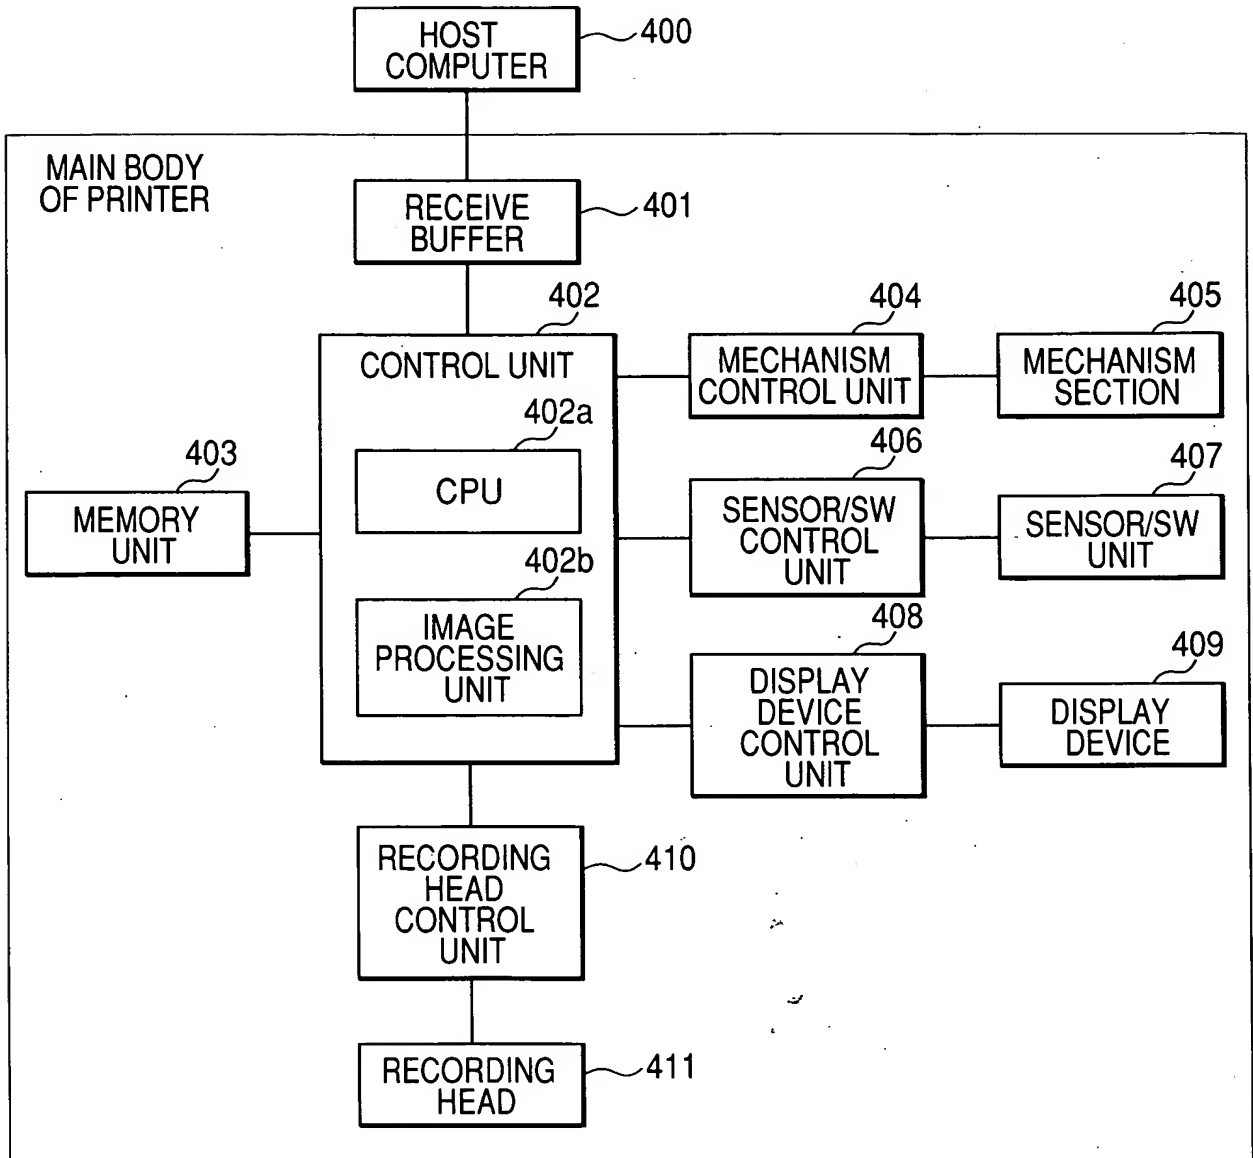 HOST
COMPUTER
400
MAIN BODY
OF PRINTER
RECEIVE
BUFFER
401
402
CONTROL UNIT
402a
CPU
402b
IMAGE
PROCESSING
UNIT
403
MEMORY
UNIT
404
MECHANISM
CONTROL UNIT
405
MECHANISM
SECTION
406
SENSOR/SW
CONTROL
UNIT
407
SENSOR/SW
UNIT
408
DISPLAY
DEVICE
CONTROL
UNIT
409
DISPLAY
DEVICE
RECORDING
HEAD
CONTROL
UNIT
410
RECORDING
HEAD
411